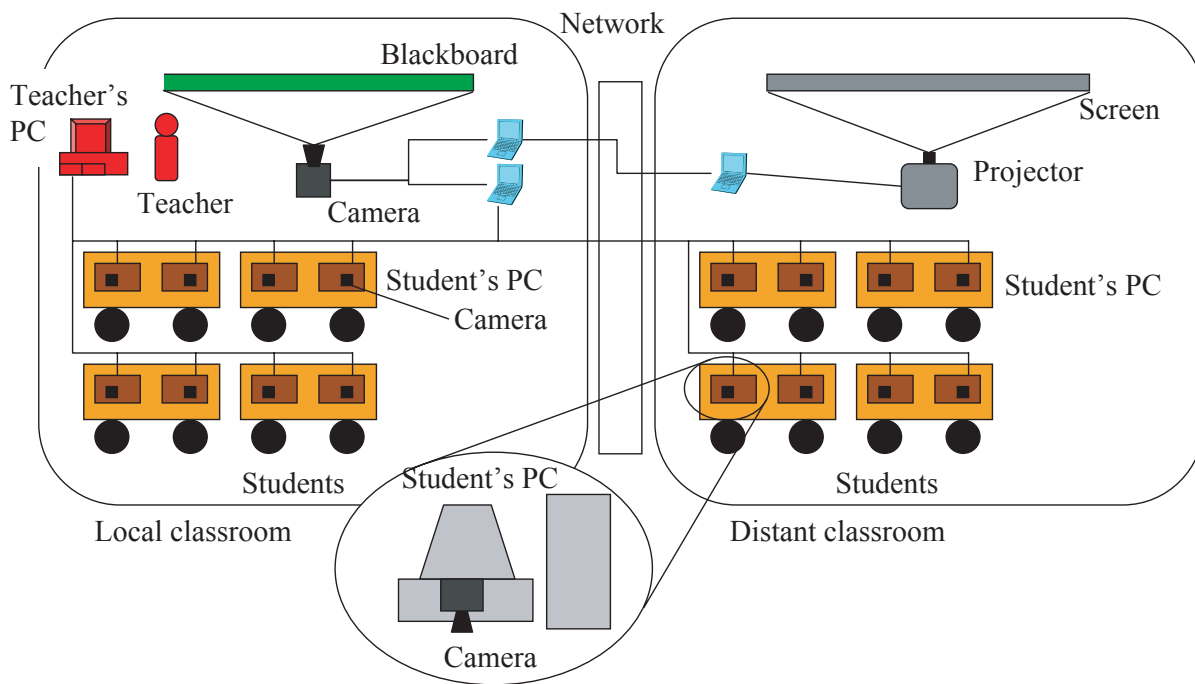 Network
Blackboard
Teacher's
PC
Screen
Teacher
Camera
Projector
Student's PC
Camera
Student's PC
Students
Student's PC
Students
Local classroom
Distant classroom
Camera